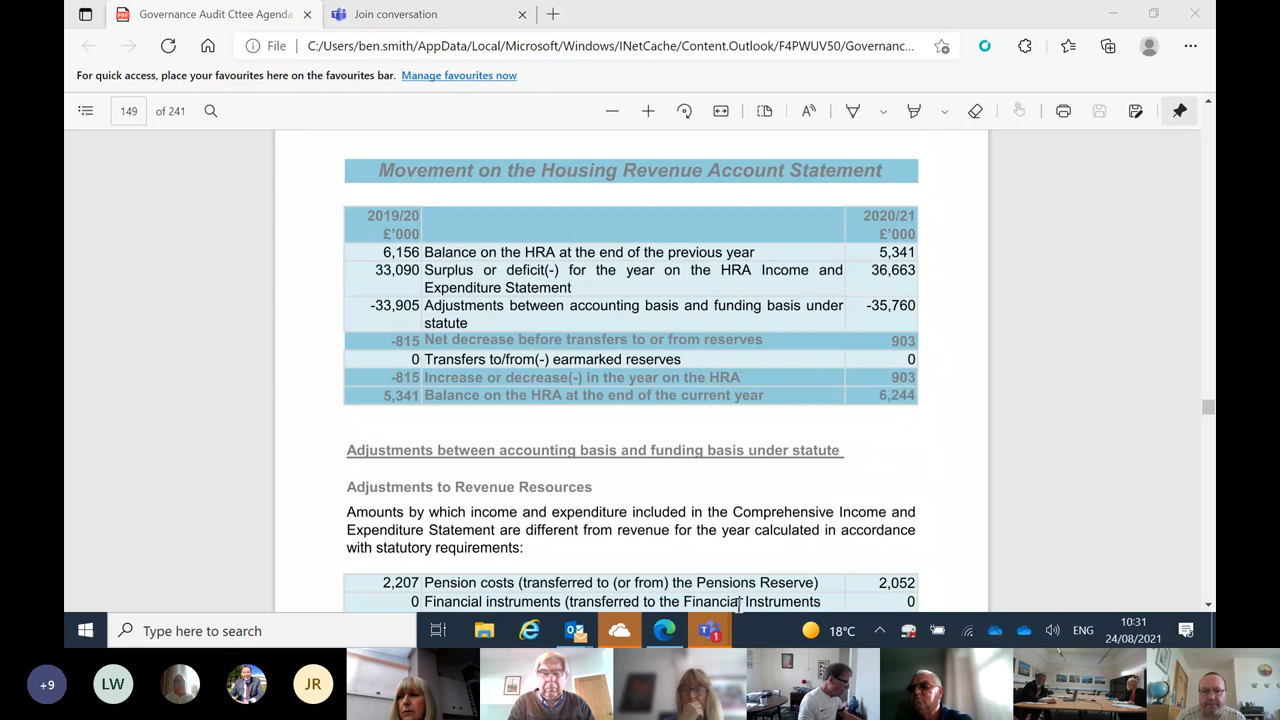 Governance Audit Cttee Agenda
Join conversation
File
C:/Users/ben.smith/AppData/Local/Microsoft/Windows/INetCache/Content.Outlook/F4PWUV50/Governanc...
For quick access, place your favourites here on the favourites bar. Manage favourites now
149 of 241
Movement on the Housing Revenue Account Statement
2019/20 2020/21
£'000 £'000
6,156 Balance on the HRA at the end of the previous year 5,341
33,090 Surplus or deficit(-) for the year on the HRA Income and 36,663
Expenditure Statement
-33,905 Adjustments between accounting basis and funding basis under -35,760
statute
-815 Net decrease before transfers to or from reserves 903
0 Transfers to/from(-) earmarked reserves 0
-815 Increase or decrease(-) in the year on the HRA 903
5,341 Balance on the HRA at the end of the current year 6,244
Adjustments between accounting basis and funding basis under statute
Adjustments to Revenue Resources
Amounts by which income and expenditure included in the Comprehensive Income and
Expenditure Statement are different from revenue for the year calculated in accordance
with statutory requirements:
2,207 Pension costs (transferred to (or from) the Pensions Reserve) 2,052
0 Financial instruments (transferred to the Financial Instruments 0
Type here to search
1
18°C
ENG
10:31
24/08/2021
+9
LW
JR